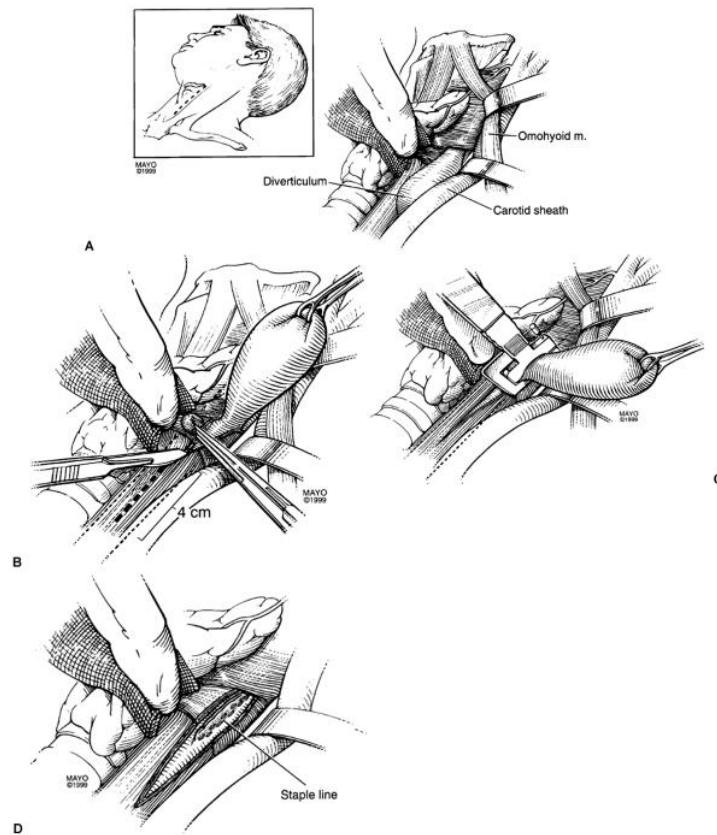 MAYO
©1999
Omohyoid m.
Diverticulum
Carotid sheath
A
MAYO
©1999
4 cm
B
MAYO
©1999
C
MAYO
©1999
Staple line
D